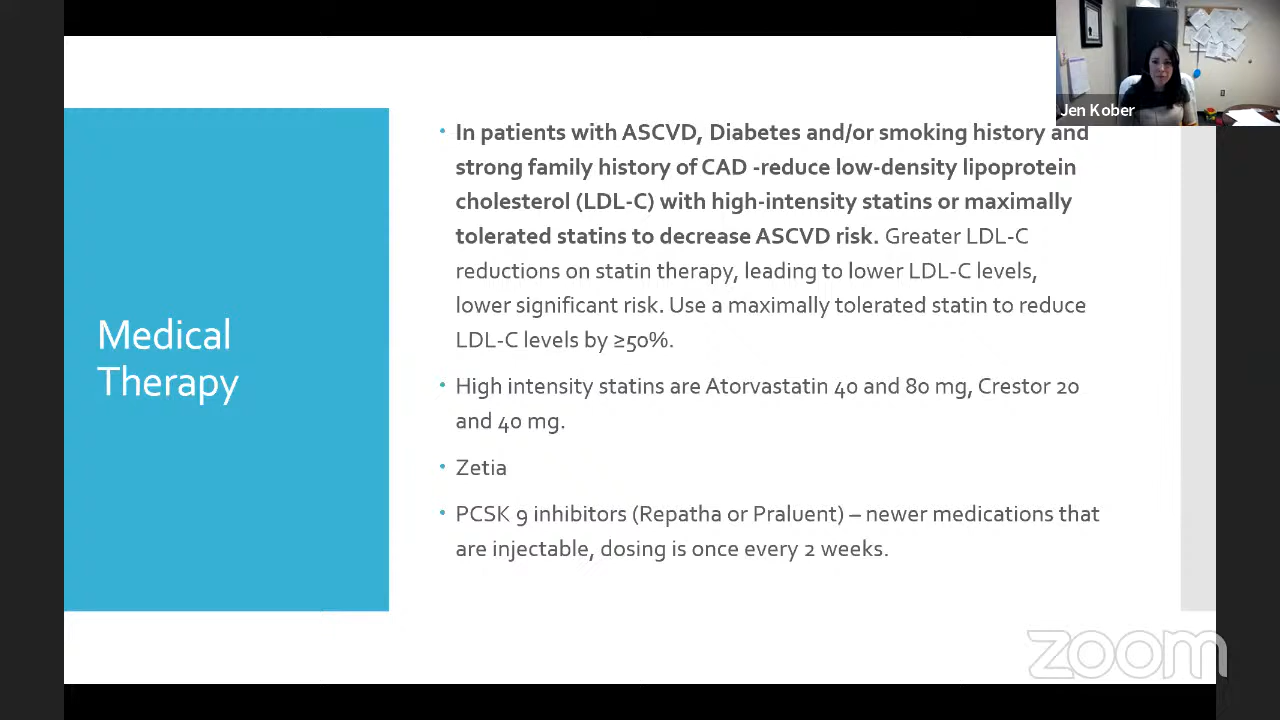 Jen Kober
Medical
Therapy
• In patients with ASCVD, Diabetes and/or smoking history and
strong family history of CAD -reduce low-density lipoprotein
cholesterol (LDL-C) with high-intensity statins or maximally
tolerated statins to decrease ASCVD risk. Greater LDL-C
reductions on statin therapy, leading to lower LDL-C levels,
lower significant risk. Use a maximally tolerated statin to reduce
LDL-C levels by ≥50%.
• High intensity statins are Atorvastatin 40 and 80 mg, Crestor 20
and 40 mg.
• Zetia
• PCSK 9 inhibitors (Repatha or Praluent) – newer medications that
are injectable, dosing is once every 2 weeks.
zoom